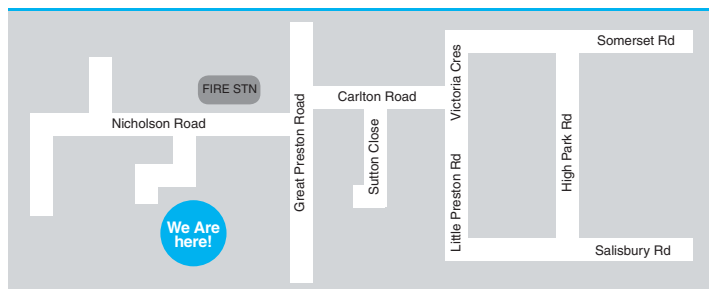 Somerset Rd
Victoria Cres
FIRE STN
Carlton Road
Nicholson Road
Great Preston Road
Sutton Close
High Park Rd
Little Preston Rd
We Are
here!
Salisbury Rd